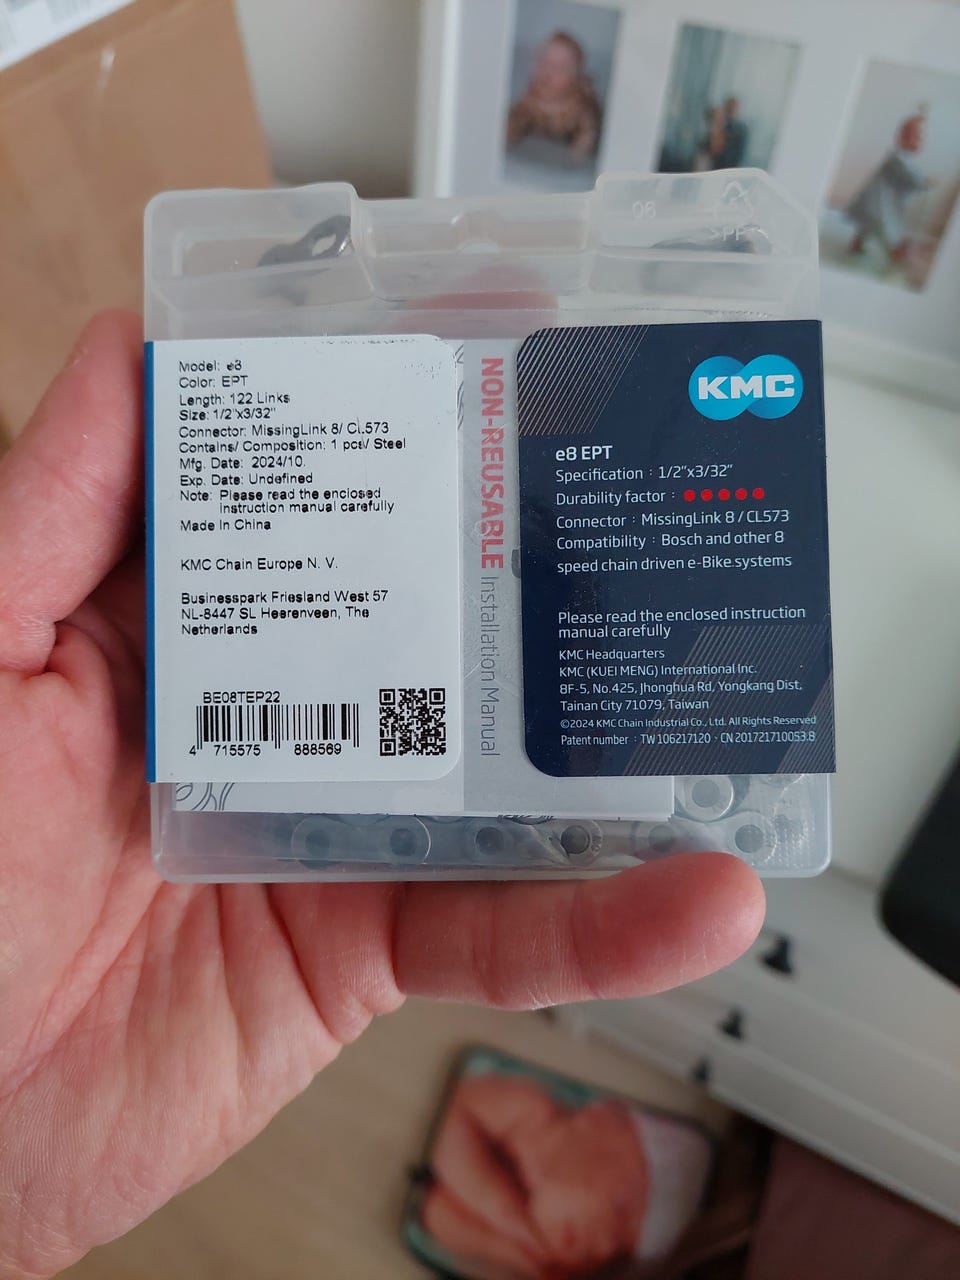 06
PP
Model: e8
Color: EPT
Length: 122 Links
Size: 1/2"x3/32"
Connector: MissingLink 8/ CL573
Contains/ Composition: 1 pcs/ Steel
Mfg. Date: 2024/10.
Exp. Date: Undefined
Note: Please read the enclosed
instruction manual carefully
Made In China
KMC Chain Europe N. V.
Businesspark Friesland West 57
NL-8447 SL Heerenveen, The
Netherlands
BE08TEP22
4 715575 888569
NON-REUSABLE Installation Manual
KMC
e8 EPT
Specification : 1/2"x3/32"
Durability factor :
Connector : MissingLink 8 / CL573
Compatibility : Bosch and other 8
speed chain driven e-Bike systems
Please read the enclosed instruction
manual carefully
KMC Headquarters
KMC (KUEI MENG) International Inc.
8F-5, No.425, Jhonghua Rd, Yongkang Dist,
Tainan City 71079, Taiwan
©2024 KMC Chain Industrial Co., Ltd. All Rights Reserved
Patent number : TW 106217120、CN 201721710053.8